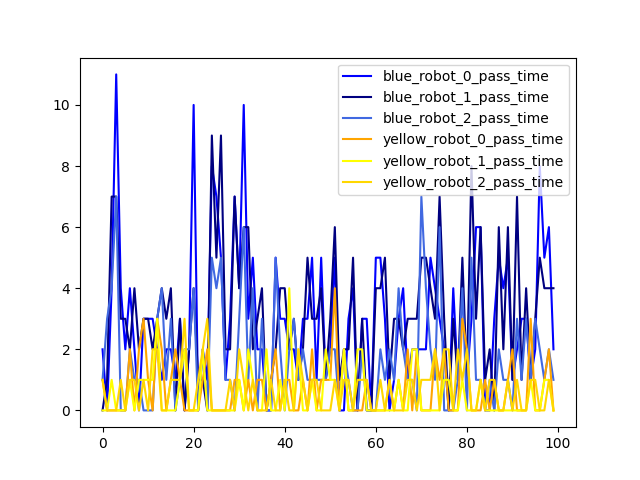 blue_robot_0_pass_time
blue_robot_1_pass_time
blue_robot_2_pass_time
yellow_robot_0_pass_time
yellow_robot_1_pass_time
yellow_robot_2_pass_time
10
8
6
4
2
0
0 20 40 60 80 100